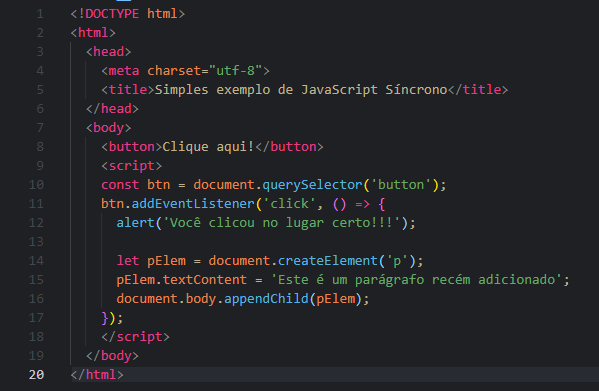 1 <!DOCTYPE html>
2 <html>
3 <head>
4 <meta charset="utf-8">
5 <title>Simples exemplo de JavaScript Síncrono</title>
6 </head>
7 <body>
8 <button>Clique aqui!</button>
9 <script>
10 const btn = document.querySelector('button');
11 btn.addEventListener('click', () => {
12 alert('Você clicou no lugar certo!!!');
13
14 let pElem = document.createElement('p');
15 pElem.textContent = 'Este é um parágrafo recém adicionado';
16 document.body.appendChild(pElem);
17 });
18 </script>
19 </body>
20 </html>